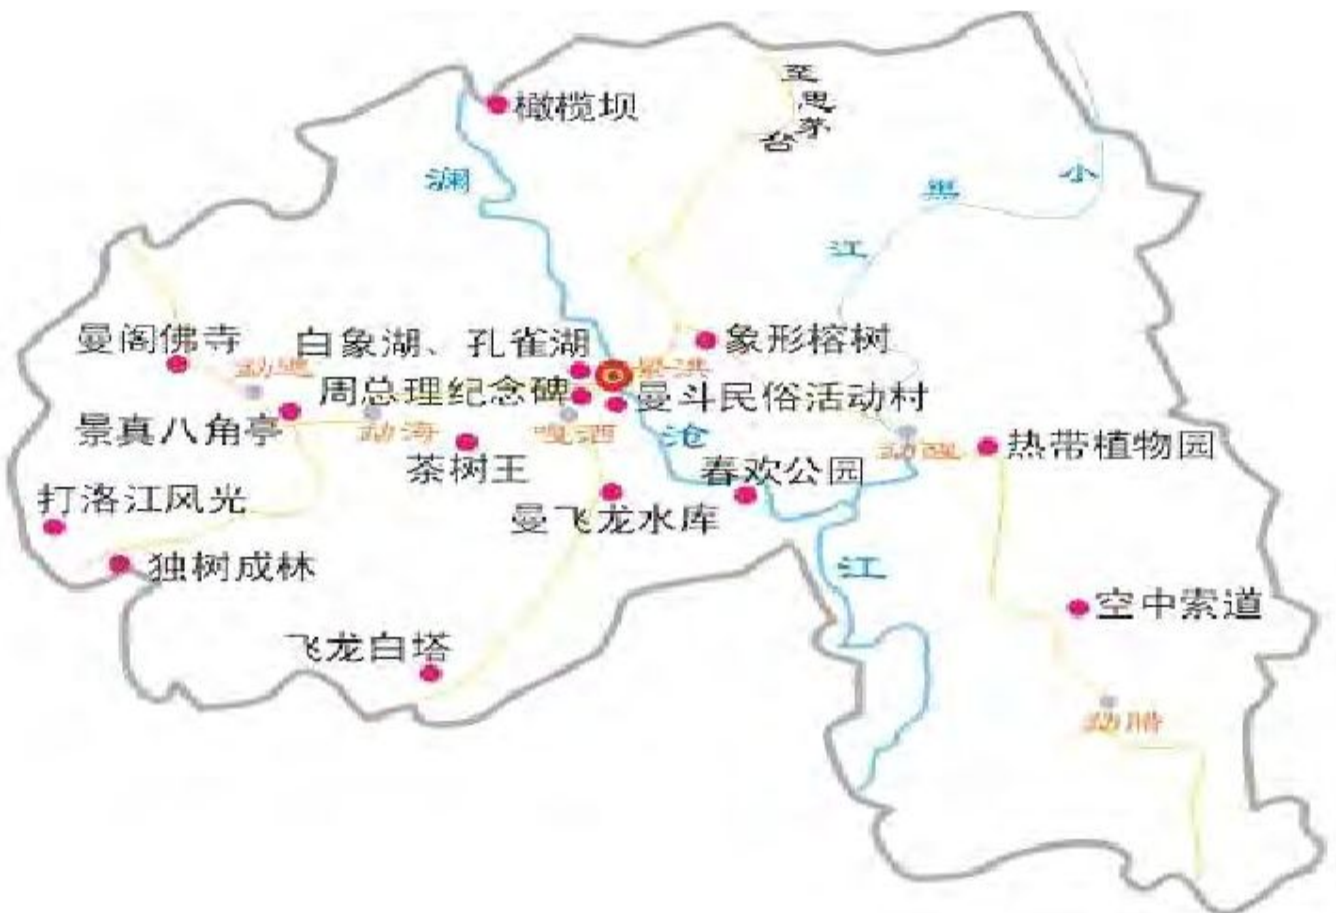 橄榄坝
至
思
茅
台
澜
小
黑
江
曼阁佛寺
白象湖、孔雀湖
象形榕树
勐遮
景洪
周总理纪念碑
曼斗民俗活动村
景真八角亭
勐海
嘎洒
沧
勐醒
热带植物园
茶树王
春欢公园
打洛江风光
曼飞龙水库
独树成林
江
空中索道
飞龙白塔
勐腊